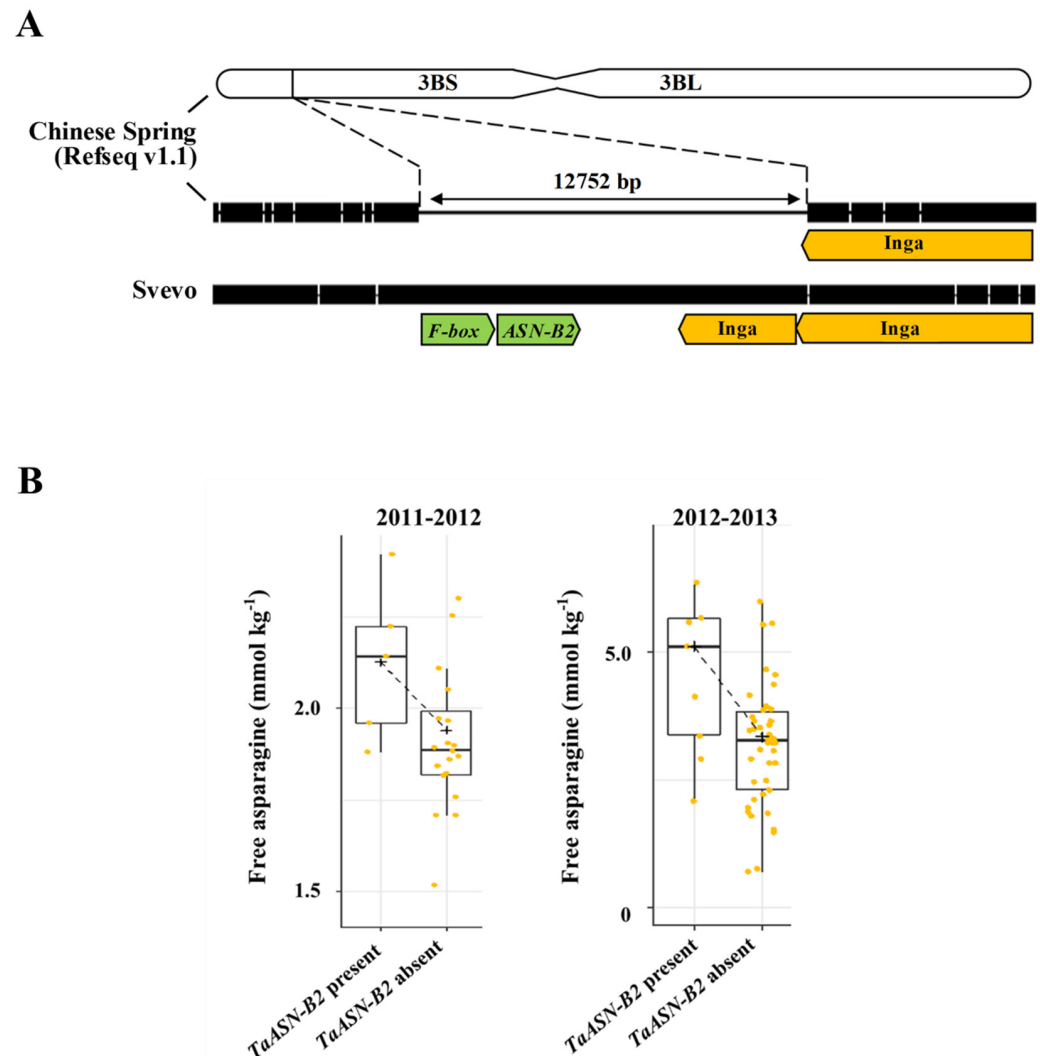 A
3BS 3BL
Chinese Spring
(Refseq v1.1)
12752 bp
Inga
Svevo
F-box ASN-B2 Inga Inga
B
2011-2012 2012-2013
Free asparagine (mmol kg-1)
2.0
1.5
TaASN-B2 present
TaASN-B2 absent
Free asparagine (mmol kg-1)
5.0
0
TaASN-B2 present
TaASN-B2 absent